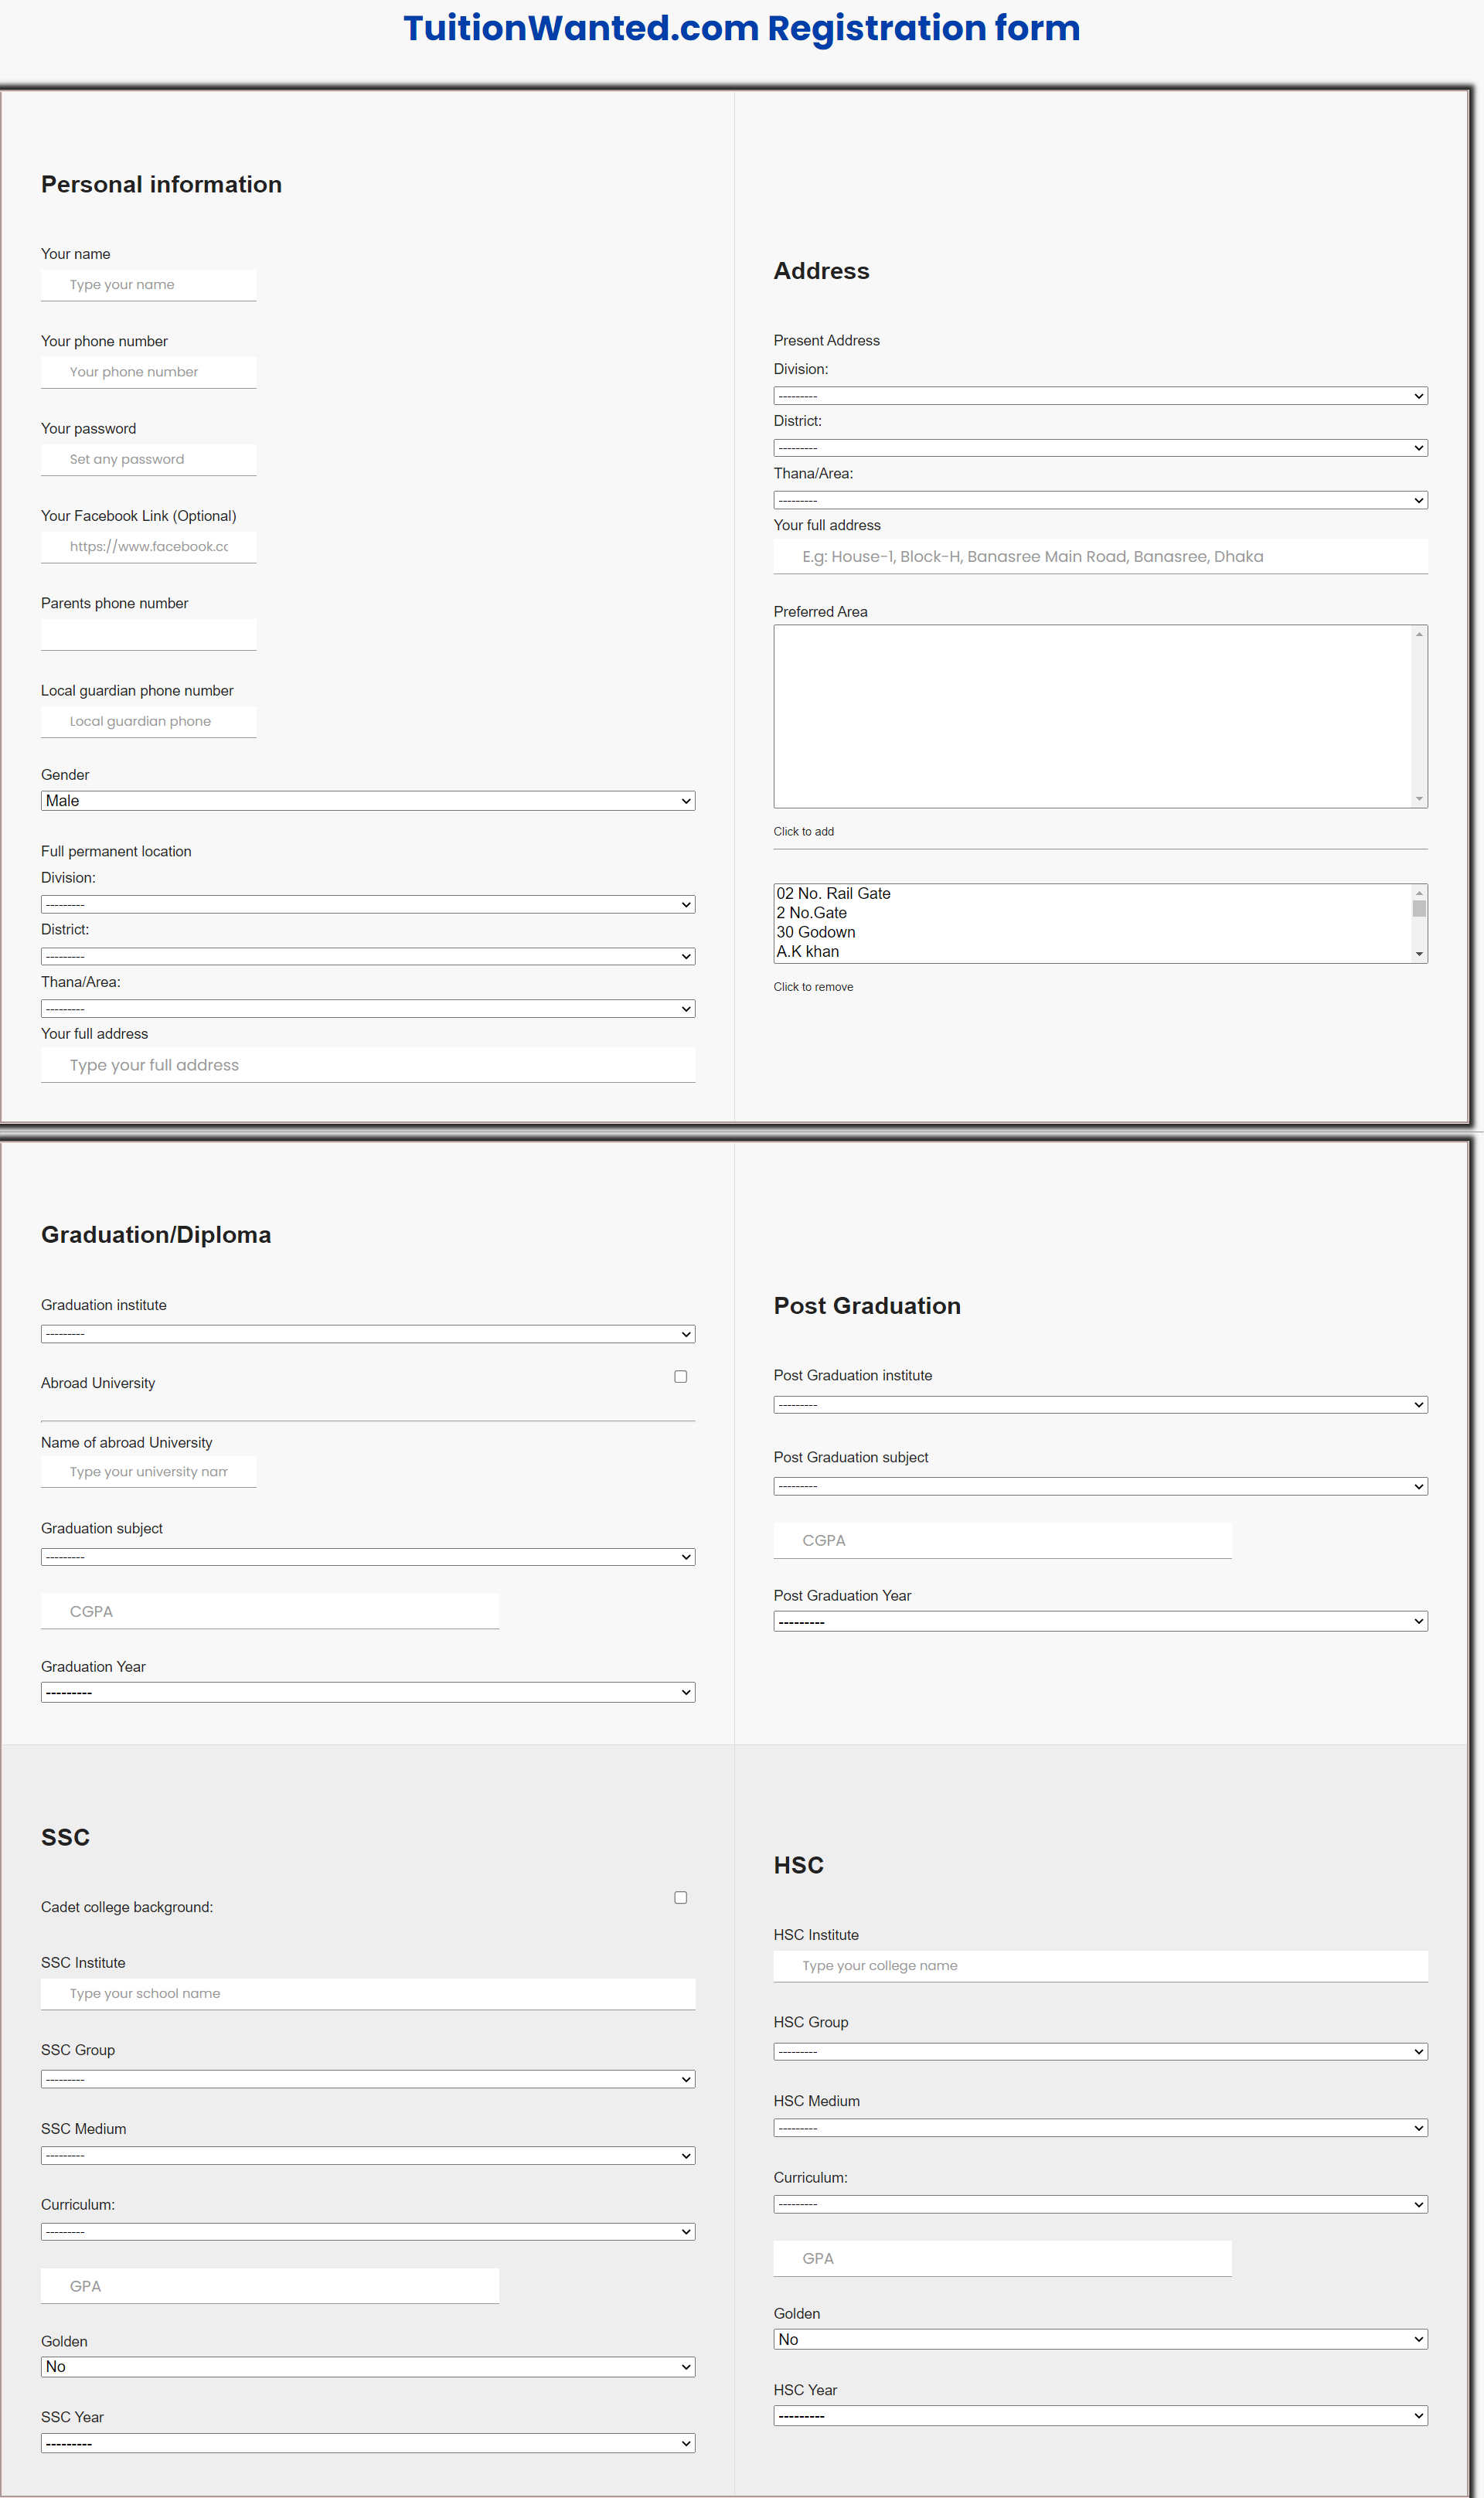 TuitionWanted.com Registration form
Personal information
Your name
Type your name
Your phone number
Your phone number
Your password
Set any password
Your Facebook Link (Optional)
https://www.facebook.cc
Parents phone number
Local guardian phone number
Local guardian phone
Gender
Male
Full permanent location
Division:
---------
District:
---------
Thana/Area:
---------
Your full address
Type your full address
Address
Present Address
Division:
---------
District:
---------
Thana/Area:
---------
Your full address
E.g: House-1, Block-H, Banasree Main Road, Banasree, Dhaka
Preferred Area
Click to add
02 No. Rail Gate
2 No.Gate
30 Godown
A.K khan
Click to remove
Graduation/Diploma
Graduation institute
---------
Abroad University
Name of abroad University
Type your university nam
Graduation subject
---------
CGPA
Graduation Year
---------
Post Graduation
Post Graduation institute
---------
Post Graduation subject
---------
CGPA
Post Graduation Year
---------
SSC
Cadet college background:
SSC Institute
Type your school name
SSC Group
---------
SSC Medium
---------
Curriculum:
---------
GPA
Golden
No
SSC Year
---------
HSC
HSC Institute
Type your college name
HSC Group
---------
HSC Medium
---------
Curriculum:
---------
GPA
Golden
No
HSC Year
---------